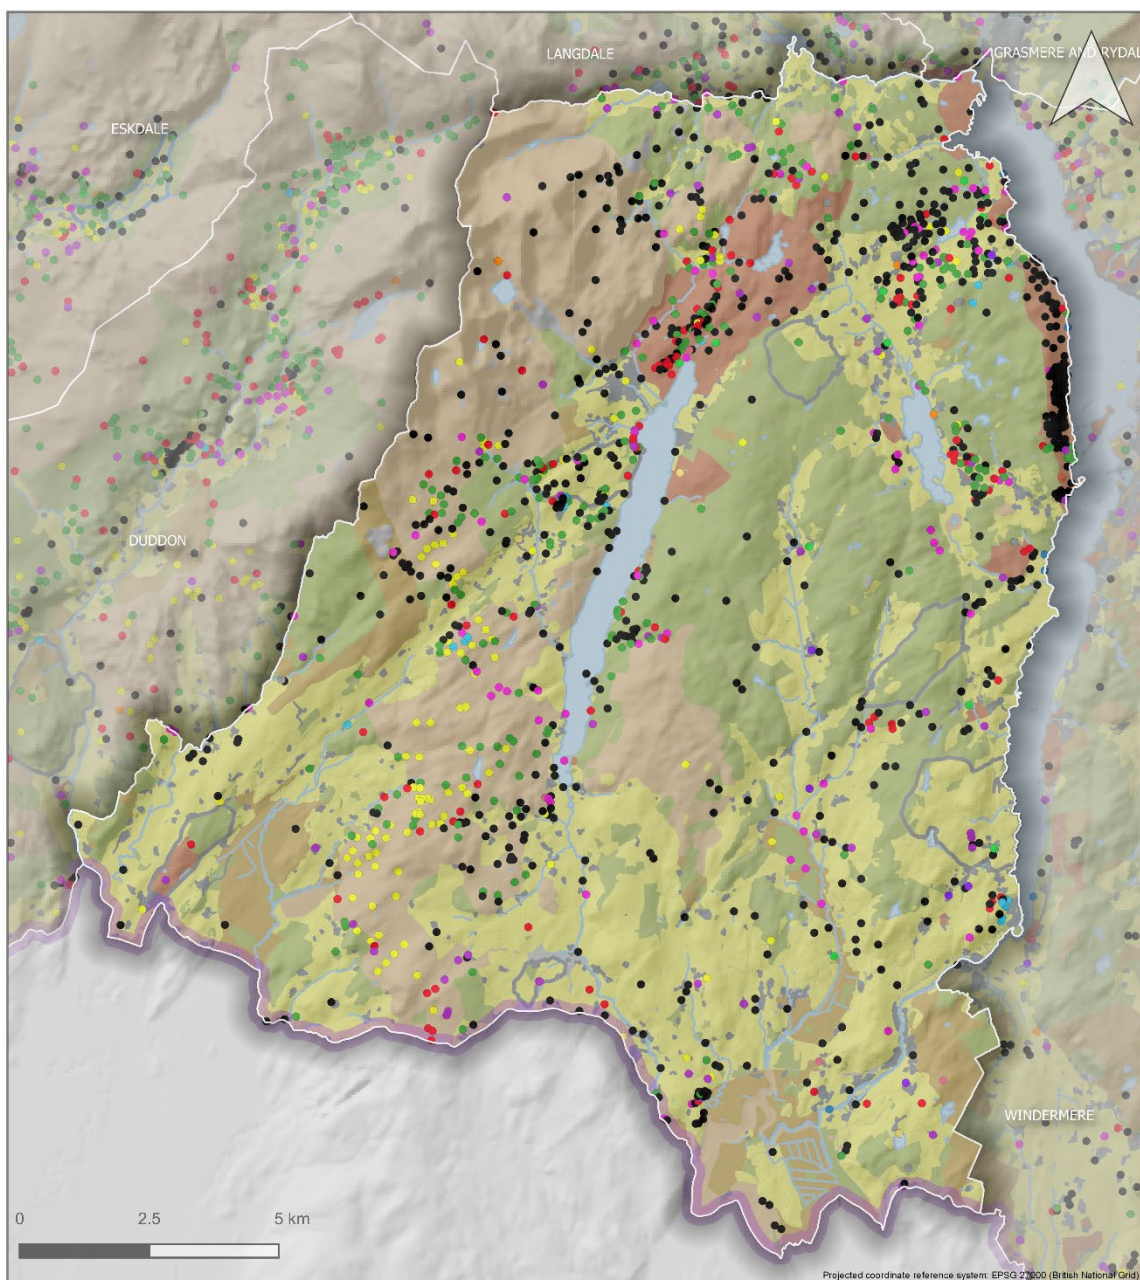 LANGDALE
GRASMERE AND RYDAL
ESKDALE
DUDDON
WINDERMERE
0 2.5 5 km
Projected coordinate reference system: EPSG 27000 (British National Grid)